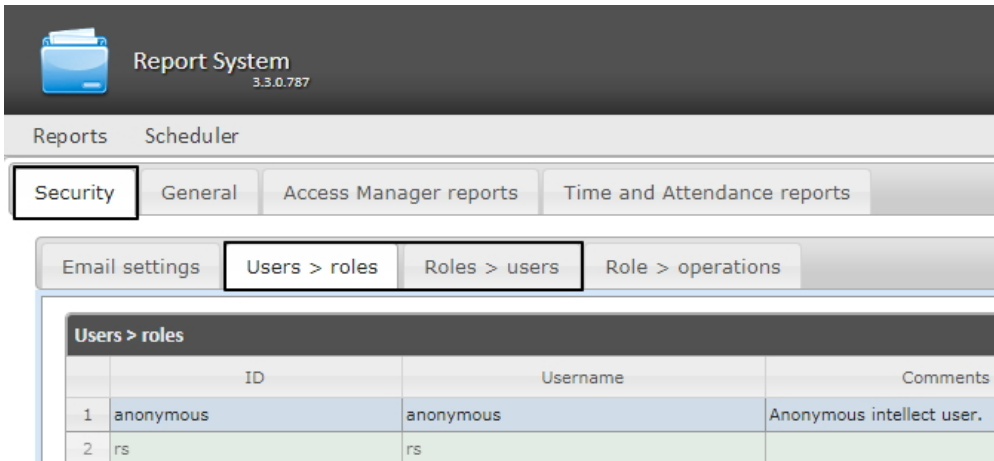 Report System
3.3.0.787
Reports Scheduler
Security General Access Manager reports Time and Attendance reports
Email settings Users > roles Roles > users Role > operations
Users > roles
ID Username Comments
1 anonymous anonymous Anonymous intellect user.
2 rs rs